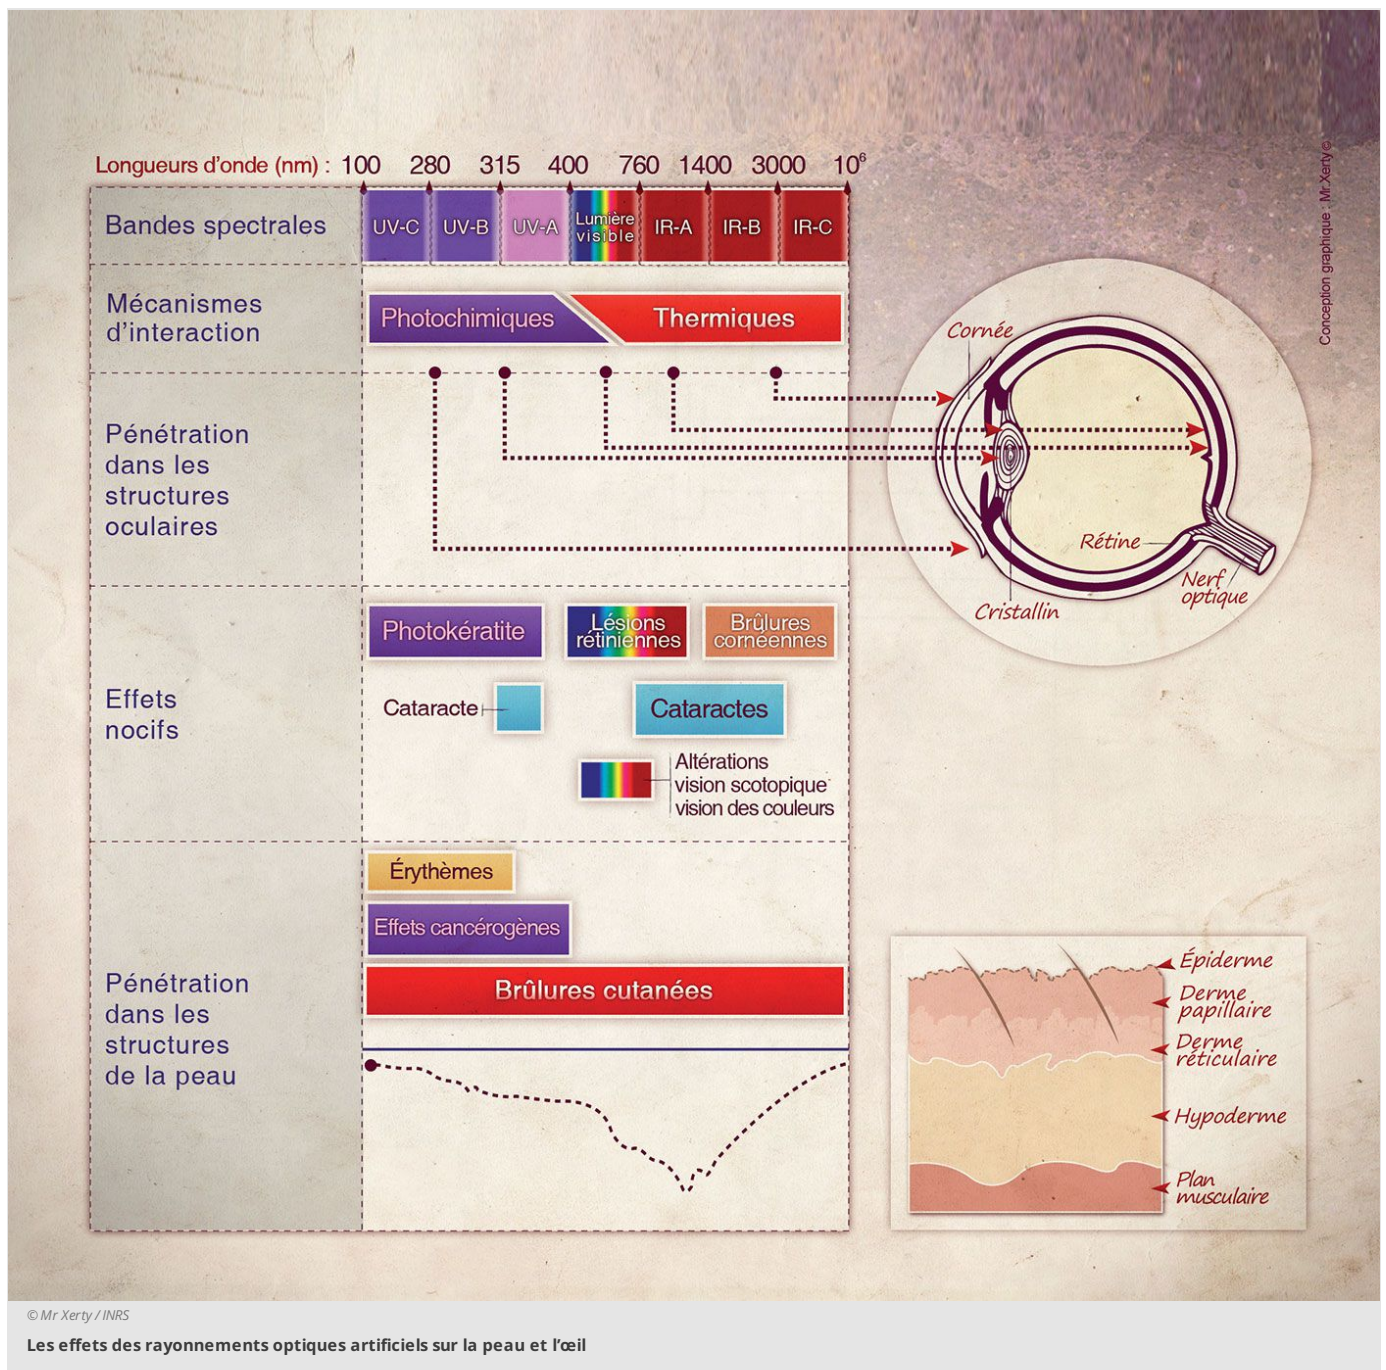 Longueurs d’onde (nm) : 100 280 315 400 760 1400 3000 10⁶
Bandes spectrales
UV-C UV-B UV-A Lumière visible IR-A IR-B IR-C
Mécanismes
d’interaction
Photochimiques
Thermiques
Pénétration
dans les
structures
oculaires
Cornée
Rétine
Nerf
optique
Cristallin
Conception graphique : Mr Xerty ©
Effets
nocifs
Photokératite
Lésions
rétiniennes
Brûlures
cornéennes
Cataracte
Cataractes
Altérations
vision scotopique
vision des couleurs
Pénétration
dans les
structures
de la peau
Érythèmes
Effets cancérogènes
Brûlures cutanées
Épiderme
Derme
papillaire
Derme
réticulaire
Hypoderme
Plan
musculaire
© Mr Xerty / INRS
Les effets des rayonnements optiques artificiels sur la peau et l’œil